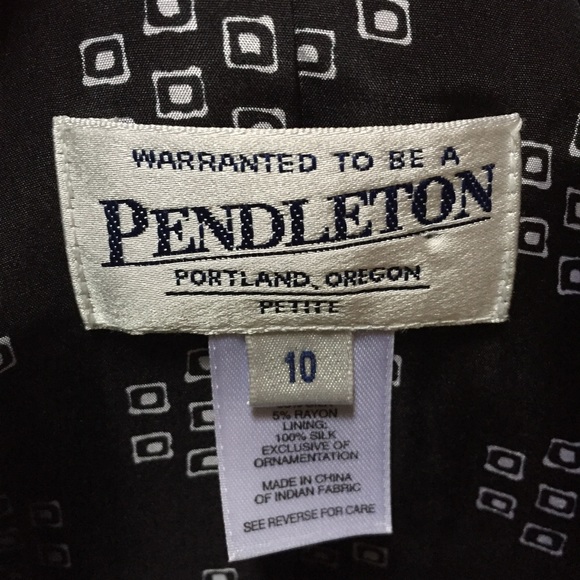 WARRANTED TO BE A
PENDLETON
PORTLAND, OREGON
PETITE
10
5% RAYON
LINING:
100% SILK
EXCLUSIVE OF
ORNAMENTATION
MADE IN CHINA
OF INDIAN FABRIC
SEE REVERSE FOR CARE